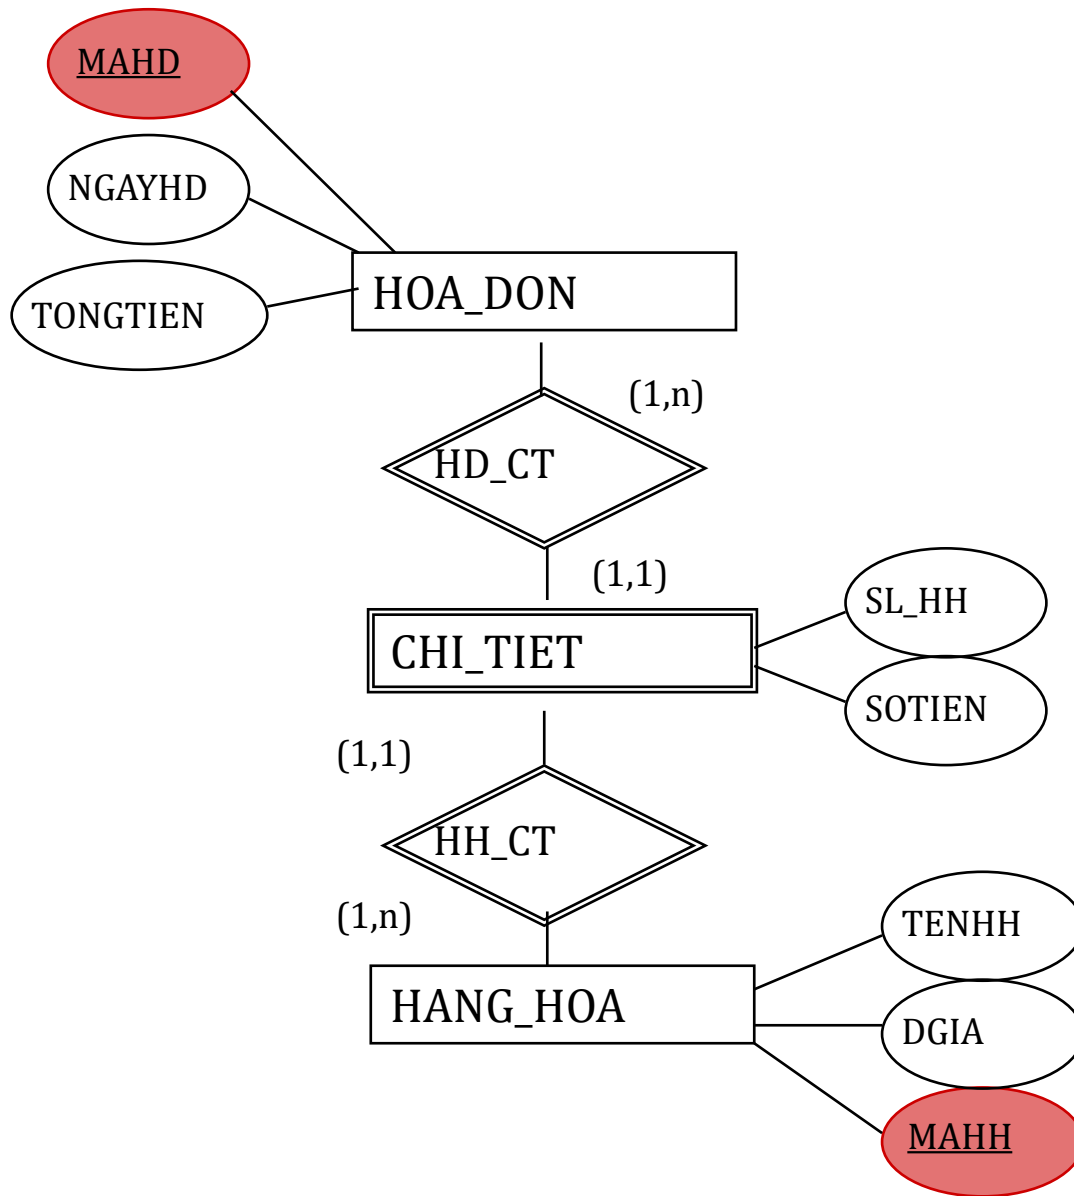 MAHD
NGAYHD
TONGTIEN
HOA_DON
(1,n)
HD_CT
(1,1)
CHI_TIET
SL_HH
SOTIEN
(1,1)
HH_CT
(1,n)
HANG_HOA
TENHH
DGIA
MAHH